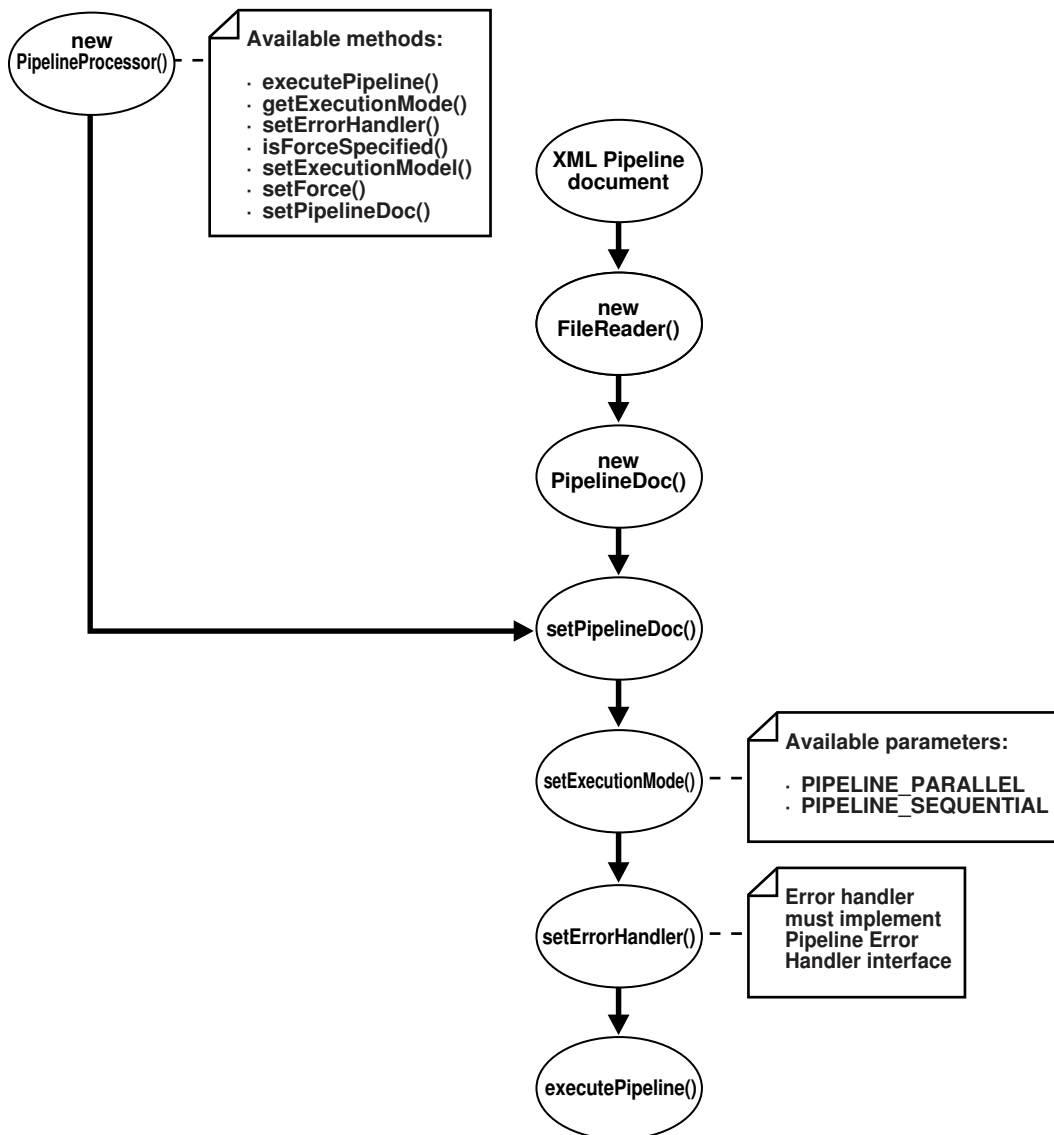 new
PipelineProcessor()
Available methods:
· executePipeline()
· getExecutionMode()
· setErrorHandler()
· isForceSpecified()
· setExecutionModel()
· setForce()
· setPipelineDoc()
XML Pipeline
document
new
FileReader()
new
PipelineDoc()
setPipelineDoc()
setExecutionMode()
Available parameters:
· PIPELINE_PARALLEL
· PIPELINE_SEQUENTIAL
setErrorHandler()
Error handler
must implement
Pipeline Error
Handler interface
executePipeline()